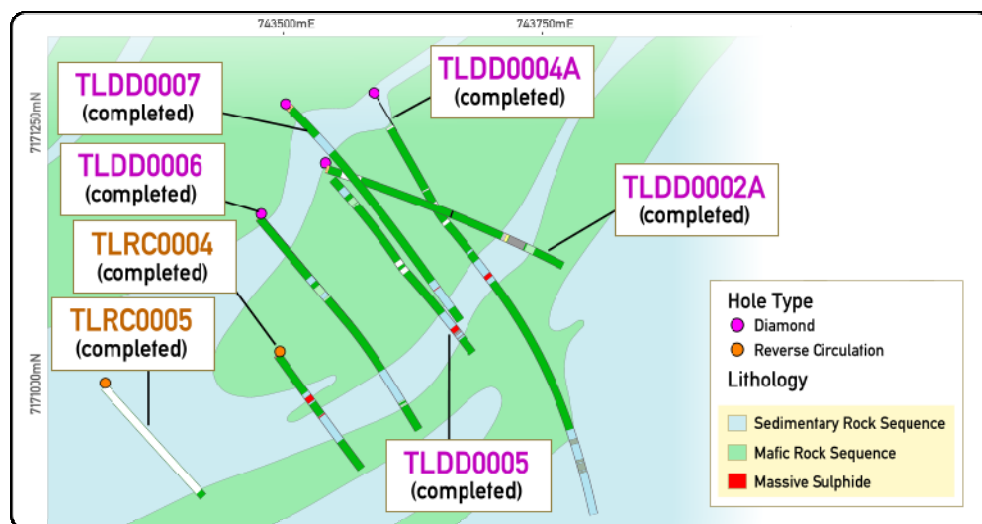 743500mE
743750mE
7171250mN
7171000mN
TLDD0007
(completed)
TLDD0004A
(completed)
TLDD0006
(completed)
TLDD0002A
(completed)
TLRC0004
(completed)
TLRC0005
(completed)
TLDD0005
(completed)
Hole Type
Diamond
Reverse Circulation
Lithology
Sedimentary Rock Sequence
Mafic Rock Sequence
Massive Sulphide